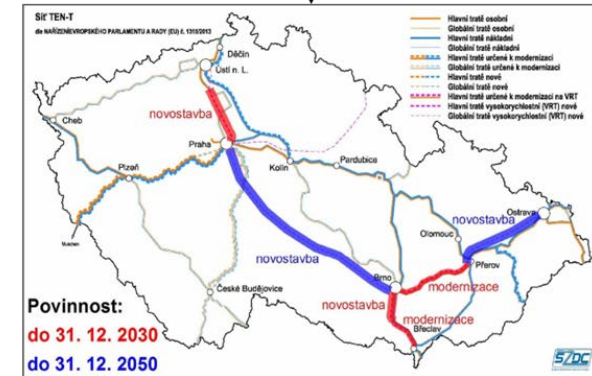 Síť TEN-T
dle NAŘÍZENÍ EVROPSKÉHO PARLAMENTU A RADY (EU) č. 1315/2013
Hlavní tratě osobní
Globální tratě osobní
Hlavní tratě nákladní
Globální tratě nákladní
Hlavní tratě určené k modernizaci
Globální tratě určené k modernizaci
Hlavní tratě nové
Globální tratě nové
Hlavní tratě určené k modernizaci na VRT
Hlavní tratě vysokorychlostní (VRT) nové
Globální tratě vysokorychlostní (VRT) nové
Děčín
Ústí n. L.
novostavba
Cheb
Praha
Kolín
Pardubice
Plzeň
novostavba
Ostrava
Olomouc
Přerov
novostavba
Brno
modernizace
České Budějovice
novostavba
modernizace
Břeclav
Povinnost:
do 31. 12. 2030
do 31. 12. 2050
SŽDC